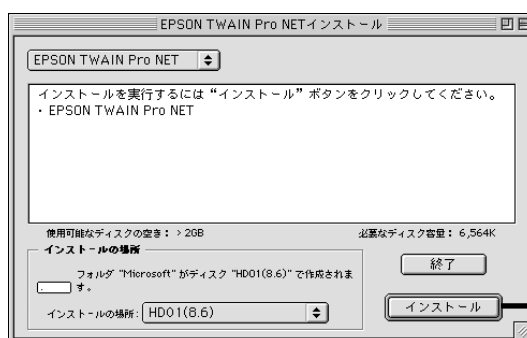 EPSON TWAIN Pro NETインストール
EPSON TWAIN Pro NET
インストールを実行するには“インストール”ボタンをクリックしてください。
・EPSON TWAIN Pro NET
使用可能なディスクの空き：＞2GB
必要なディスク容量：6,564K
インストールの場所
フォルダ"Microsoft"がディスク"HD01(8.6)"で作成されま
す。
インストールの場所：HD01(8.6)
終了
インストール